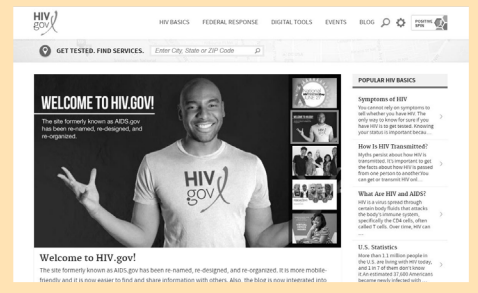 HIV
gov
HIV BASICS FEDERAL RESPONSE DIGITAL TOOLS EVENTS BLOG POSITIVE
SPIN
GET TESTED. FIND SERVICES. Enter City, State or ZIP Code
WELCOME TO HIV.GOV!
The site formerly known as AIDS.gov
has been re-named, re-designed, and
re-organized.
HIV
gov
Welcome to HIV.gov!
The site formerly known as AIDS.gov has been re-named, re-designed, and re-organized. It is more mobile-
friendly and it is now easier to find and share information with others. Also, the blog is now integrated into
POPULAR HIV BASICS
Symptoms of HIV
You cannot rely on symptoms to
tell whether you have HIV. The
only way to know for sure if you
have HIV is to get tested. Knowing
your status is important becau...
How Is HIV Transmitted?
Myths persist about how HIV is
transmitted. It's important to get
the facts about how HIV is passed
from one person to another.You
can get or transmit HIV onl...
What Are HIV and AIDS?
HIV is a virus spread through
certain body fluids that attacks
the body's immune system,
specifically the CD4 cells, often
called T cells. Over time, HIV can
...
U.S. Statistics
More than 1.1 million people in
the U.S. are living with HIV today,
and 1 in 7 of them don't know
it.An estimated 37,600 Americans
became newly infected with